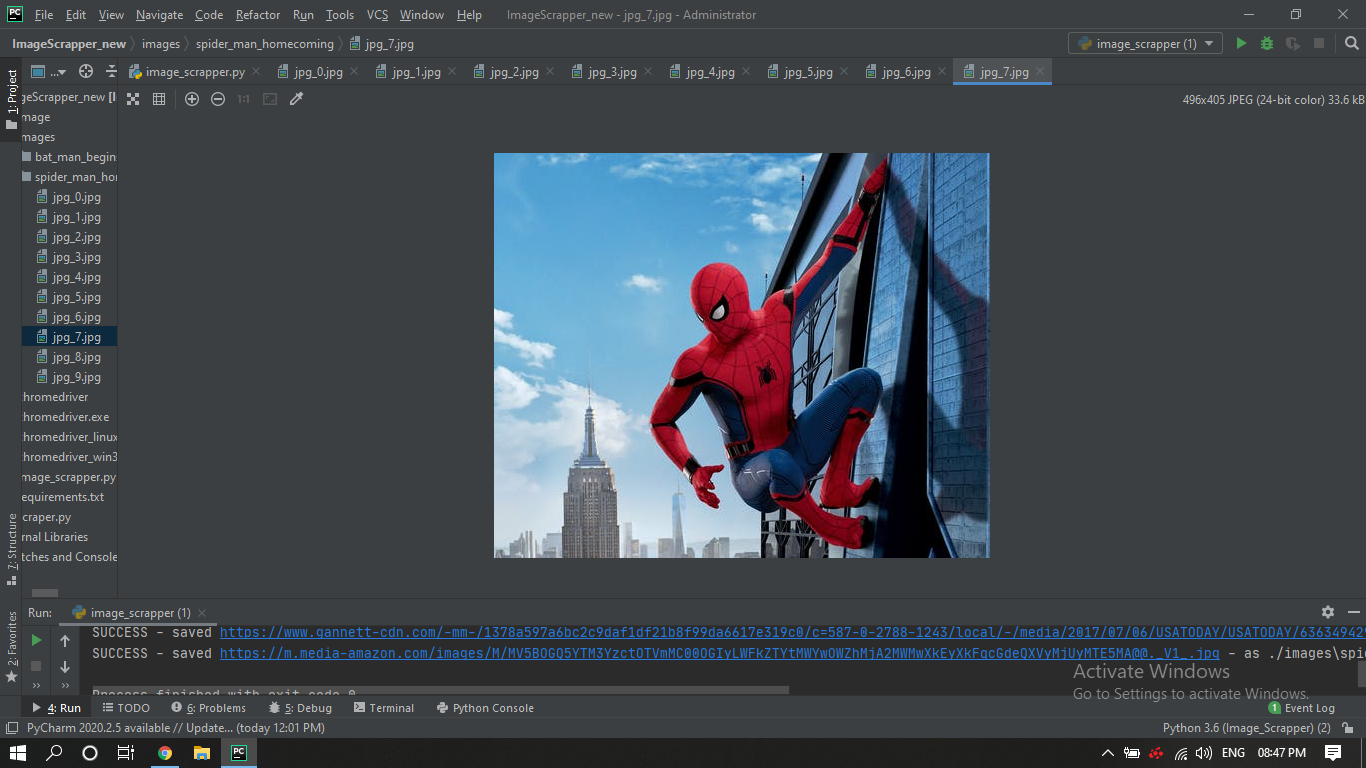 File Edit View Navigate Code Refactor Run Tools VCS Window Help ImageScrapper_new - jpg_7.jpg - Administrator
ImageScrapper_new images spider_man_homecoming jpg_7.jpg image_scrapper (1)
1: Project ... image_scrapper.py jpg_0.jpg jpg_1.jpg jpg_2.jpg jpg_3.jpg jpg_4.jpg jpg_5.jpg jpg_6.jpg jpg_7.jpg
1:1 496x405 JPEG (24-bit color) 33.6 kB
geScrapper_new [I
mage
mages
bat_man_begin
spider_man_ho
jpg_0.jpg
jpg_1.jpg
jpg_2.jpg
jpg_3.jpg
jpg_4.jpg
jpg_5.jpg
jpg_6.jpg
jpg_7.jpg
jpg_8.jpg
jpg_9.jpg
hromedriver
hromedriver.exe
hromedriver_linux
hromedriver_win3
mage_scrapper.py
equirements.txt
craper.py
rnal Libraries
tches and Console
7: Structure
2: Favorites
Run: image_scrapper (1)
SUCCESS - saved https://www.gannett-cdn.com/-mm-/1378a597a6bc2c9daf1df21b8f99da6617e319c0/c=587-0-2788-1243/local/-/media/2017/07/06/USATODAY/USATODAY/636349429
SUCCESS - saved https://m.media-amazon.com/images/M/MV5BOGQ5YTM3YzctOTVmMC00OGIyLWFkZTYtMWYwOWZhMjA2MWMwXkEyXkFqcGdeQXVyMjUyMTE5MA@@._V1_.jpg - as ./images\spi
Process finished with exit code 0
Activate Windows
Go to Settings to activate Windows.
4: Run TODO 6: Problems 5: Debug Terminal Python Console 1 Event Log
PyCharm 2020.2.5 available // Update... (today 12:01 PM) Python 3.6 (Image_Scrapper) (2)
PC ENG 08:47 PM